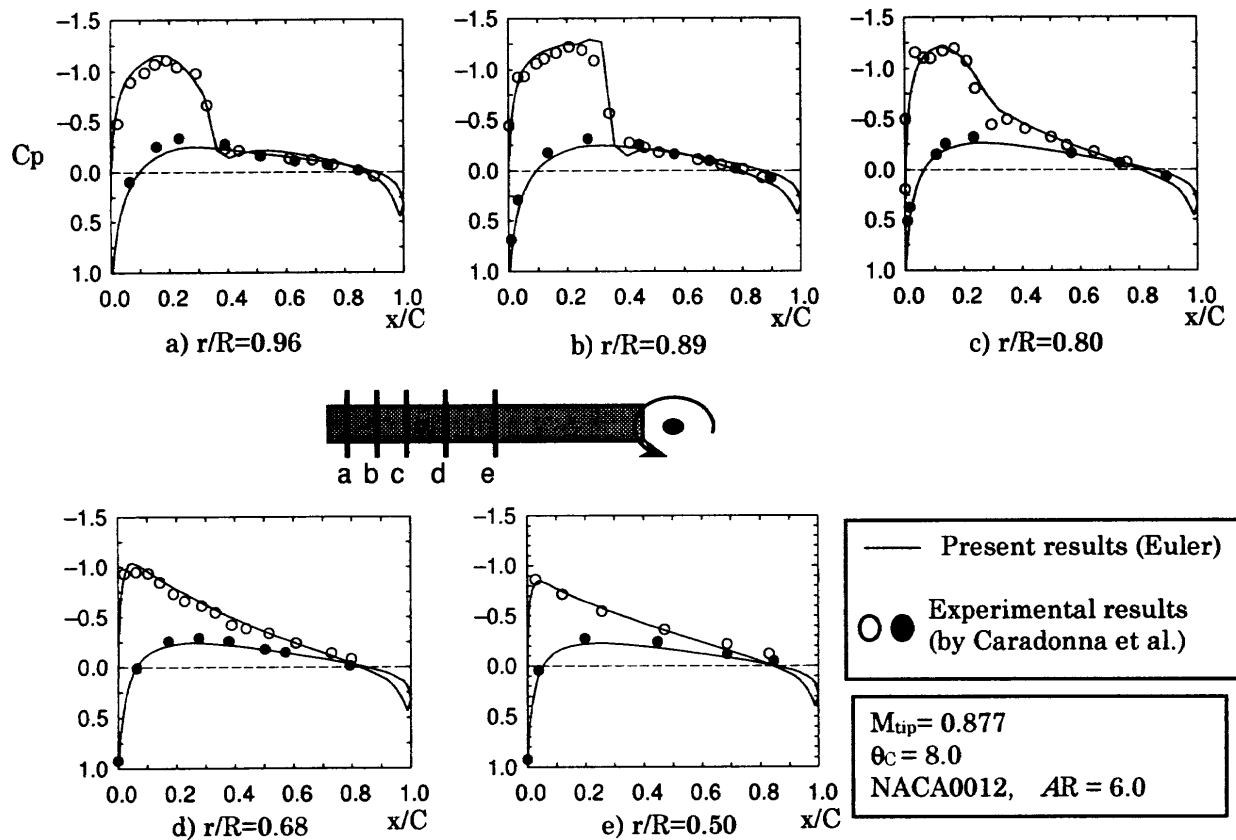 −1.5 −1.5 −1.5
−1.0 −1.0 −1.0
−0.5 −0.5 −0.5
Cp
0.0 0.0 0.0
0.5 0.5 0.5
1.0 1.0 1.0
0.0 0.2 0.4 0.6 0.8 1.0
x/C
a) r/R=0.96
0.0 0.2 0.4 0.6 0.8 1.0
x/C
b) r/R=0.89
0.0 0.2 0.4 0.6 0.8 1.0
x/C
c) r/R=0.80
a b c d e
−1.5 −1.5
−1.0 −1.0
−0.5 −0.5
0.0 0.0
0.5 0.5
1.0 1.0
0.0 0.2 0.4 0.6 0.8 1.0
d) r/R=0.68 x/C
0.0 0.2 0.4 0.6 0.8 1.0
e) r/R=0.50 x/C
Present results (Euler)
Experimental results
(by Caradonna et al.)
Mtip= 0.877
θC = 8.0
NACA0012, AR = 6.0